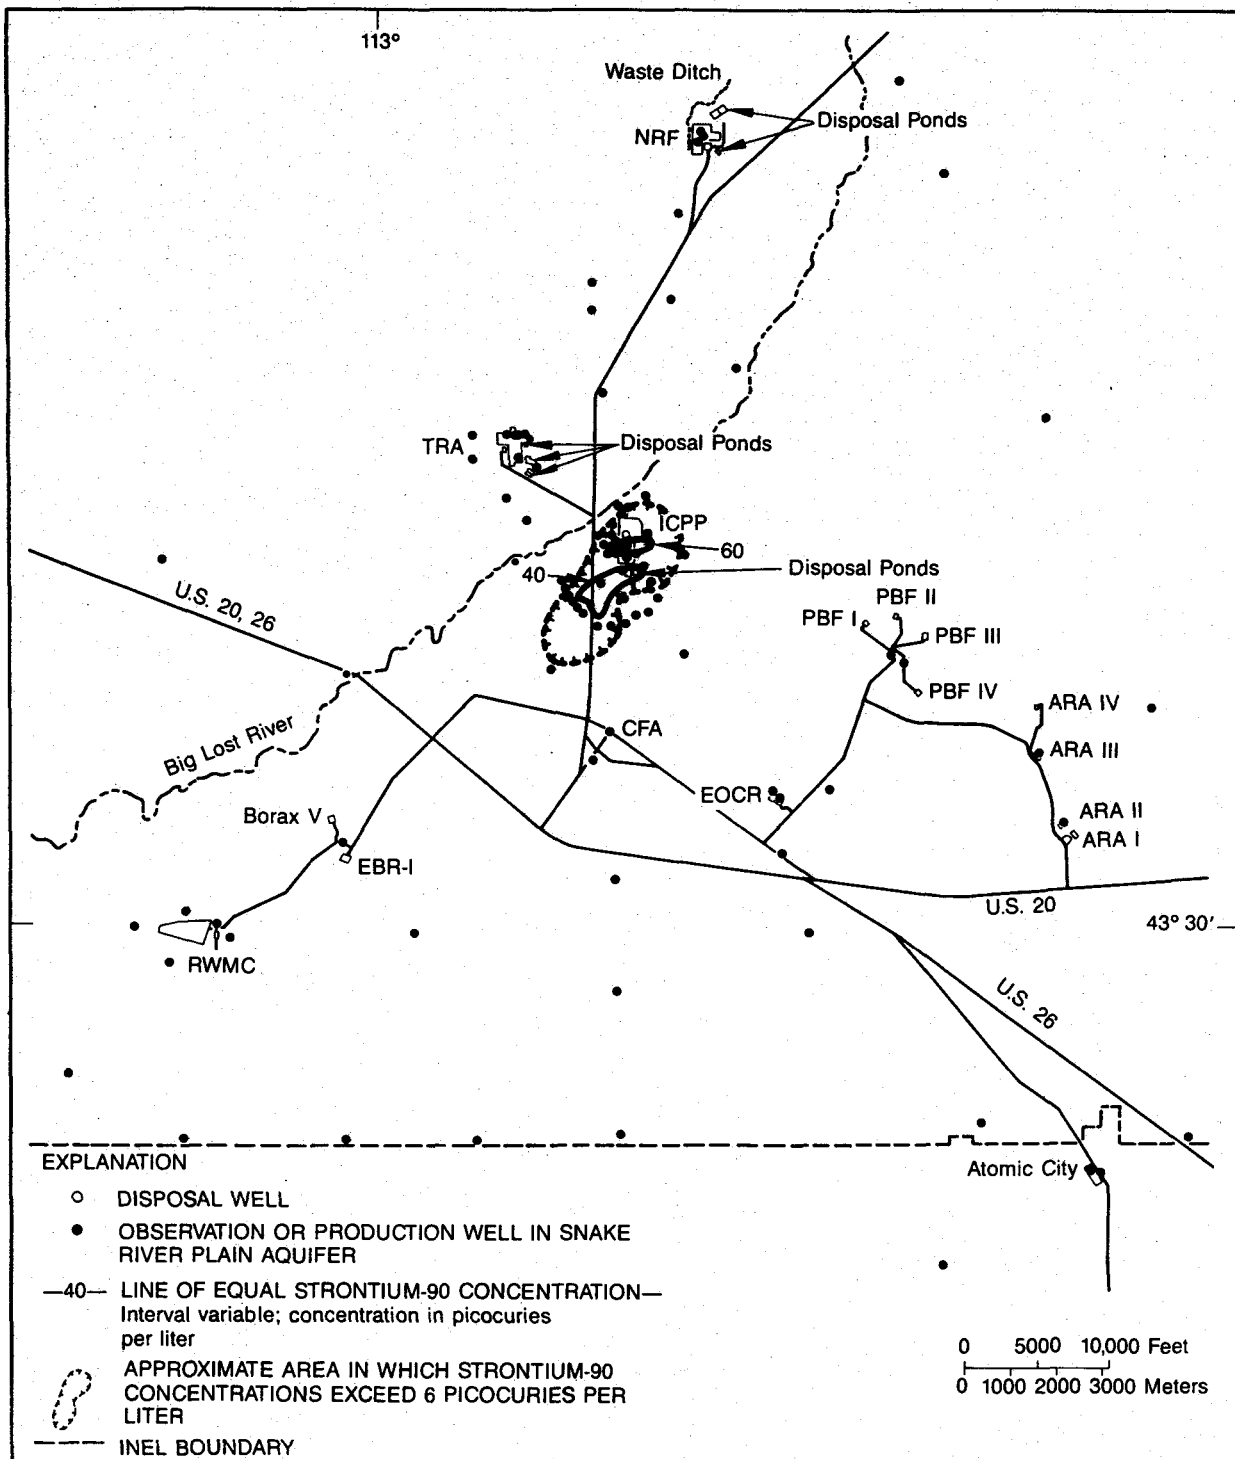 113°
Waste Ditch
Disposal Ponds
NRF
TRA
Disposal Ponds
ICPP
60
40
Disposal Ponds
U.S. 20, 26
PBF II
PBF I
PBF III
PBF IV
ARA IV
Big Lost River
CFA
ARA III
EOCR
Borax V
ARA II
ARA I
EBR-I
U.S. 20
43° 30'
RWMC
U.S. 26
Atomic City
EXPLANATION
DISPOSAL WELL
OBSERVATION OR PRODUCTION WELL IN SNAKE
RIVER PLAIN AQUIFER
—40— LINE OF EQUAL STRONTIUM-90 CONCENTRATION—
Interval variable; concentration in picocuries
per liter
APPROXIMATE AREA IN WHICH STRONTIUM-90
CONCENTRATIONS EXCEED 6 PICOCURIES PER
LITER
INEL BOUNDARY
0 5000 10,000 Feet
0 1000 2000 3000 Meters